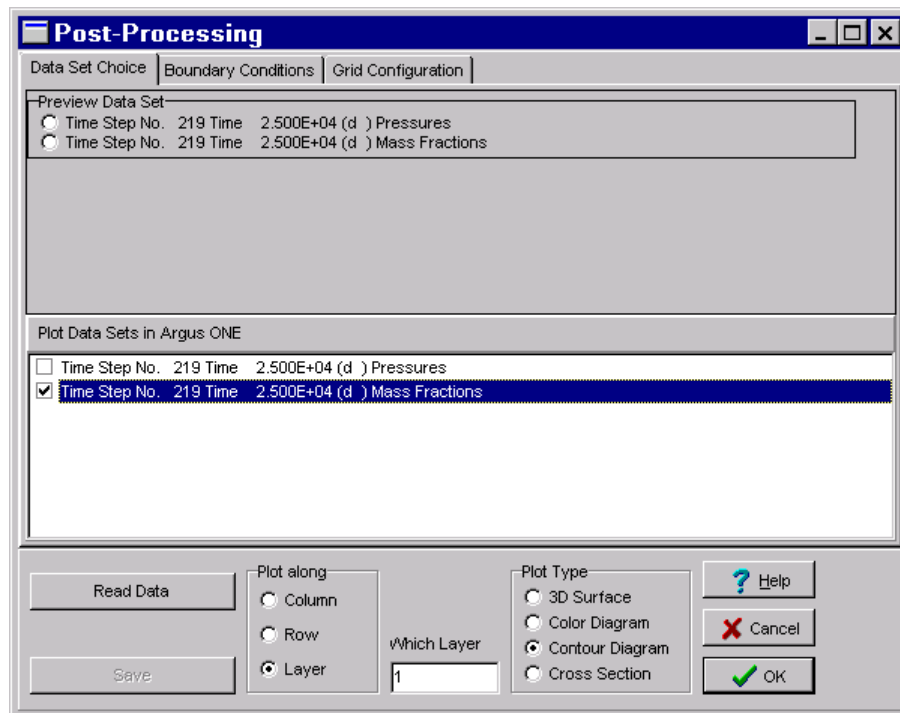 Post-Processing
Data Set Choice Boundary Conditions Grid Configuration
Preview Data Set
Time Step No. 219 Time 2.500E+04 (d ) Pressures
Time Step No. 219 Time 2.500E+04 (d ) Mass Fractions
Plot Data Sets in Argus ONE
Time Step No. 219 Time 2.500E+04 (d ) Pressures
Time Step No. 219 Time 2.500E+04 (d ) Mass Fractions
Read Data
Save
Plot along
Column
Row
Layer
Which Layer
1
Plot Type
3D Surface
Color Diagram
Contour Diagram
Cross Section
Help
Cancel
OK